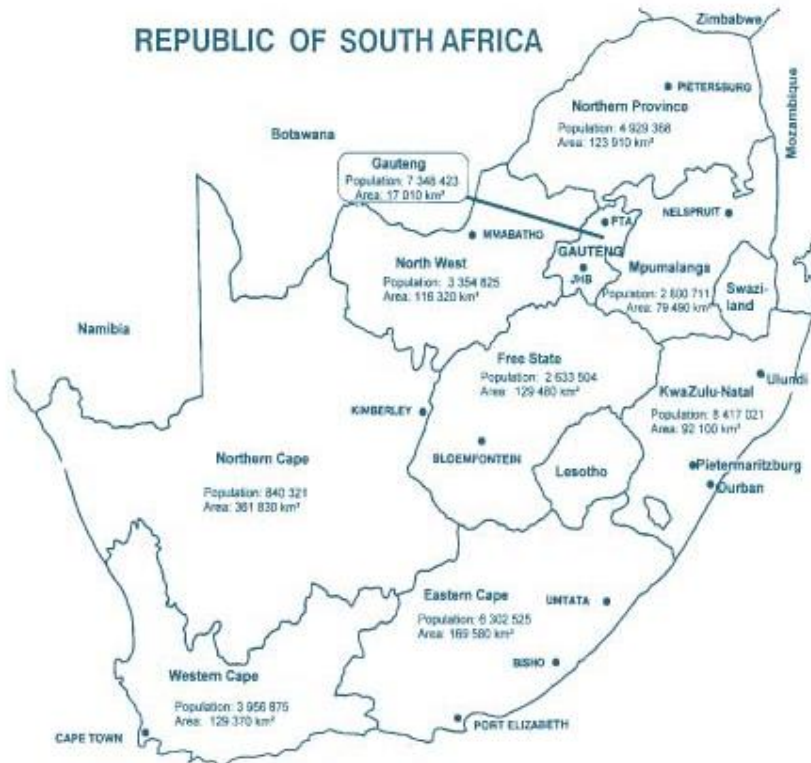 REPUBLIC OF SOUTH AFRICA
Zimbabwe
Mozambique
PIETERSBURG
Northern Province
Population: 4 929 368
Area: 123 910 km²
Botswana
Gauteng
Population: 7 348 423
Area: 17 010 km²
PTA
NELSPRUIT
MMABATHO
GAUTENG
North West
JHB
Mpumalanga
Population: 3 354 825
Area: 116 320 km²
Population: 2 800 711
Area: 79 490 km²
Swazi-
land
Namibia
Free State
Population: 2 633 504
Area: 129 480 km²
Ulundi
KwaZulu-Natal
Population: 8 417 021
Area: 92 100 km²
KIMBERLEY
BLOEMFONTEIN
Lesotho
Pietermaritzburg
Durban
Northern Cape
Population: 840 321
Area: 361 830 km²
Eastern Cape
Population: 6 302 525
Area: 169 580 km²
UMTATA
BISHO
Western Cape
Population: 3 956 875
Area: 129 370 km²
PORT ELIZABETH
CAPE TOWN